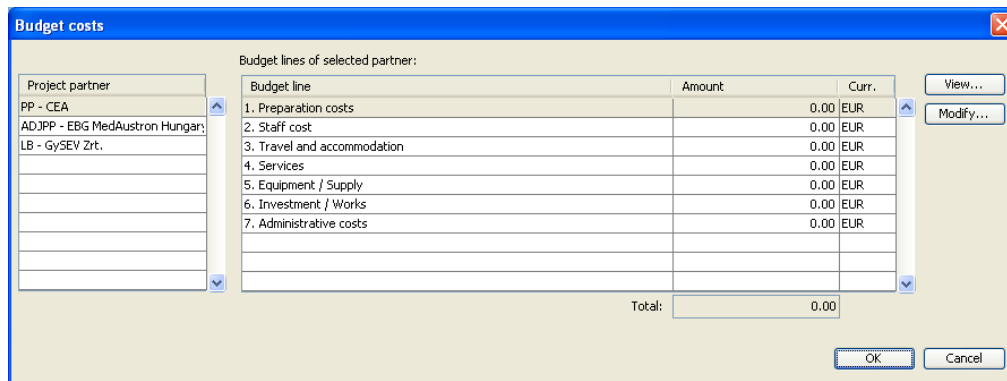 Budget costs
Budget lines of selected partner:
Project partner
PP - CEA
ADJPP - EBG MedAustron Hungary
LB - GySEV Zrt.
Budget line Amount Curr.
1. Preparation costs 0.00 EUR
2. Staff cost 0.00 EUR
3. Travel and accommodation 0.00 EUR
4. Services 0.00 EUR
5. Equipment / Supply 0.00 EUR
6. Investment / Works 0.00 EUR
7. Administrative costs 0.00 EUR
Total: 0.00
View...
Modify...
OK Cancel